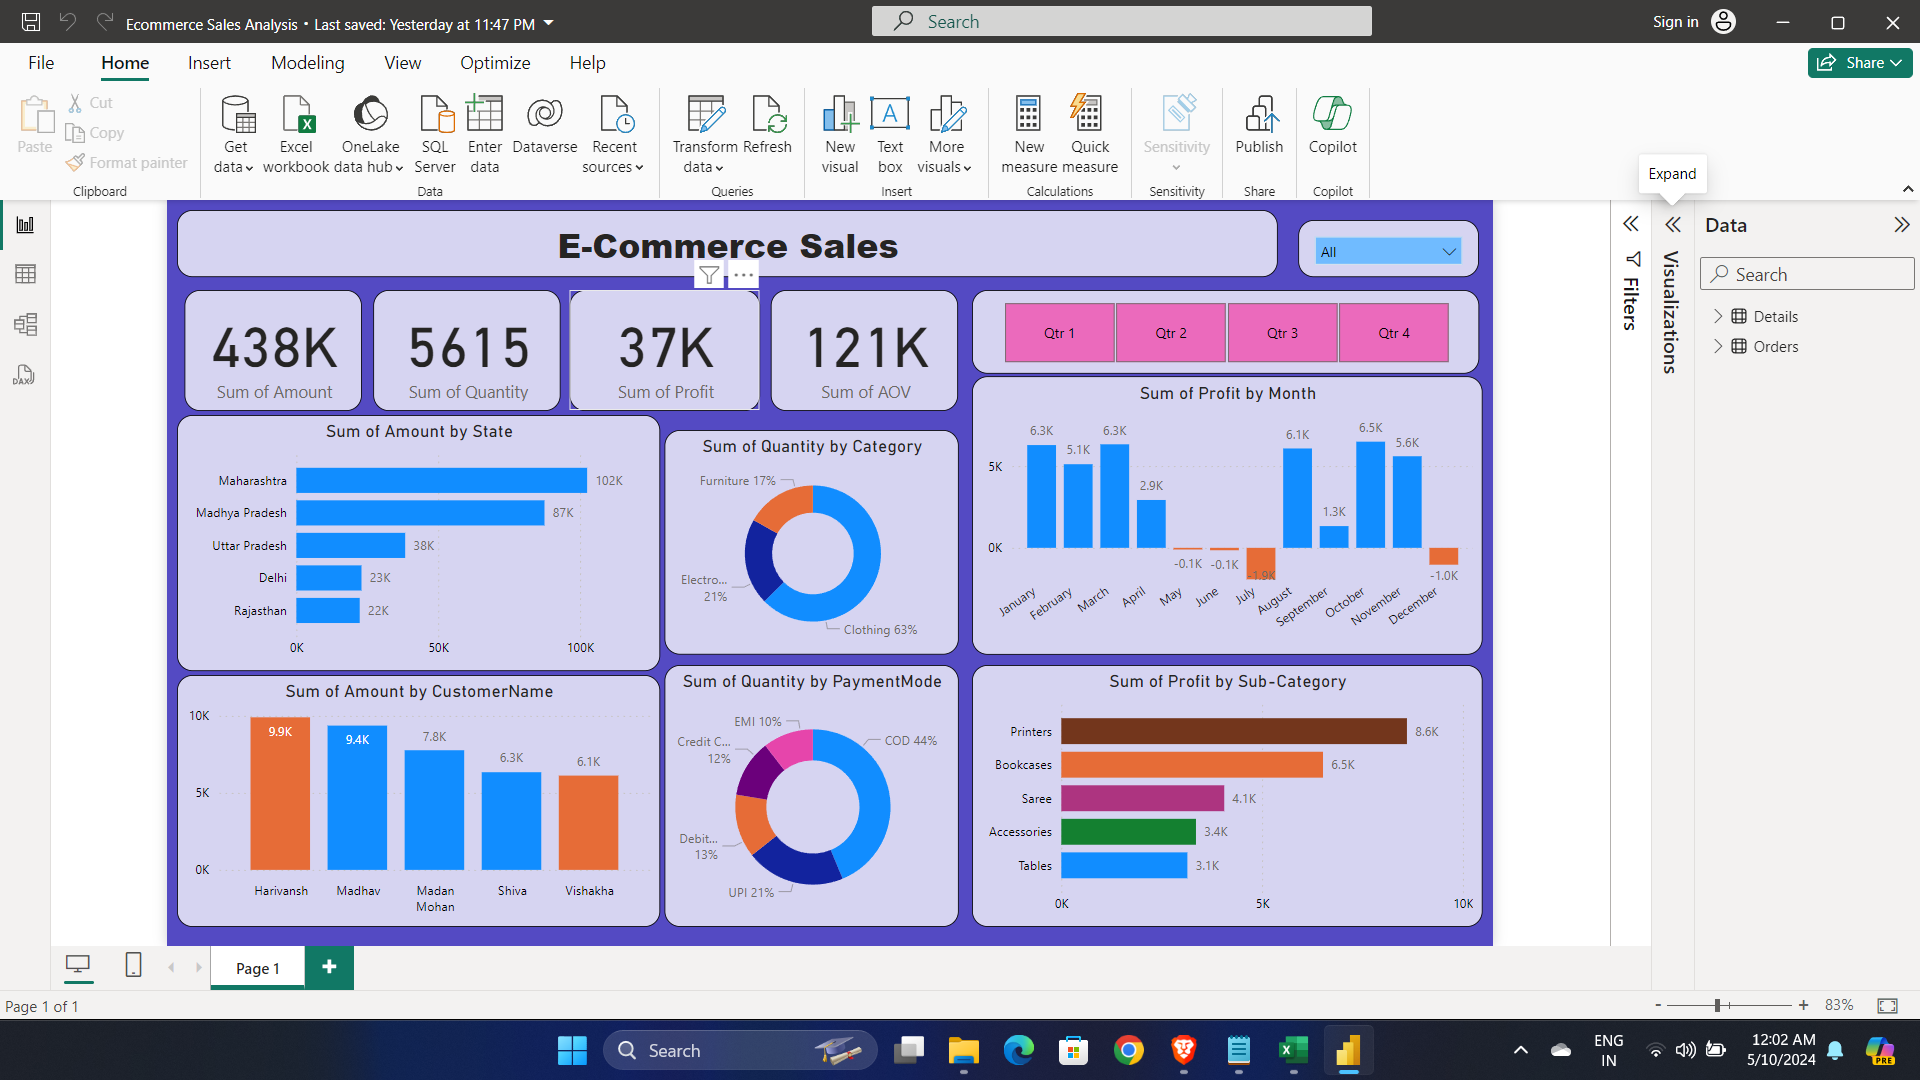 Ecommerce Sales Analysis • Last saved: Yesterday at 11:47 PM
Search
Sign in
File Home Insert Modeling View Optimize Help
Share
Paste
Cut
Copy
Format painter
Clipboard
Get data
Excel workbook
OneLake data hub
SQL Server
Enter data
Dataverse
Recent sources
Data
Transform data
Refresh
Queries
New visual
Text box
More visuals
Insert
New measure
Quick measure
Calculations
Sensitivity
Sensitivity
Publish
Share
Copilot
Copilot
Expand
DAX
E-Commerce Sales
All
438K
Sum of Amount
5615
Sum of Quantity
37K
Sum of Profit
121K
Sum of AOV
Qtr 1
Qtr 2
Qtr 3
Qtr 4
Sum of Amount by State
Maharashtra 102K
Madhya Pradesh 87K
Uttar Pradesh 38K
Delhi 23K
Rajasthan 22K
0K 50K 100K
Sum of Quantity by Category
Furniture 17%
Electro...
21%
Clothing 63%
Sum of Profit by Month
5K
0K
6.3K
5.1K
6.3K
2.9K
-0.1K
-0.1K
-1.9K
6.1K
1.3K
6.5K
5.6K
-1.0K
January
February
March
April
May
June
July
August
September
October
November
December
Sum of Amount by CustomerName
10K
5K
0K
9.9K
9.4K
7.8K
6.3K
6.1K
Harivansh
Madhav
Madan
Mohan
Shiva
Vishakha
Sum of Quantity by PaymentMode
EMI 10%
Credit C...
12%
COD 44%
Debit...
13%
UPI 21%
Sum of Profit by Sub-Category
Printers 8.6K
Bookcases 6.5K
Saree 4.1K
Accessories 3.4K
Tables 3.1K
0K 5K 10K
Filters
Visualizations
Data
Search
Details
Orders
Page 1
Page 1 of 1
- + 83%
Search
ENG
IN
12:02 AM
5/10/2024
PRE